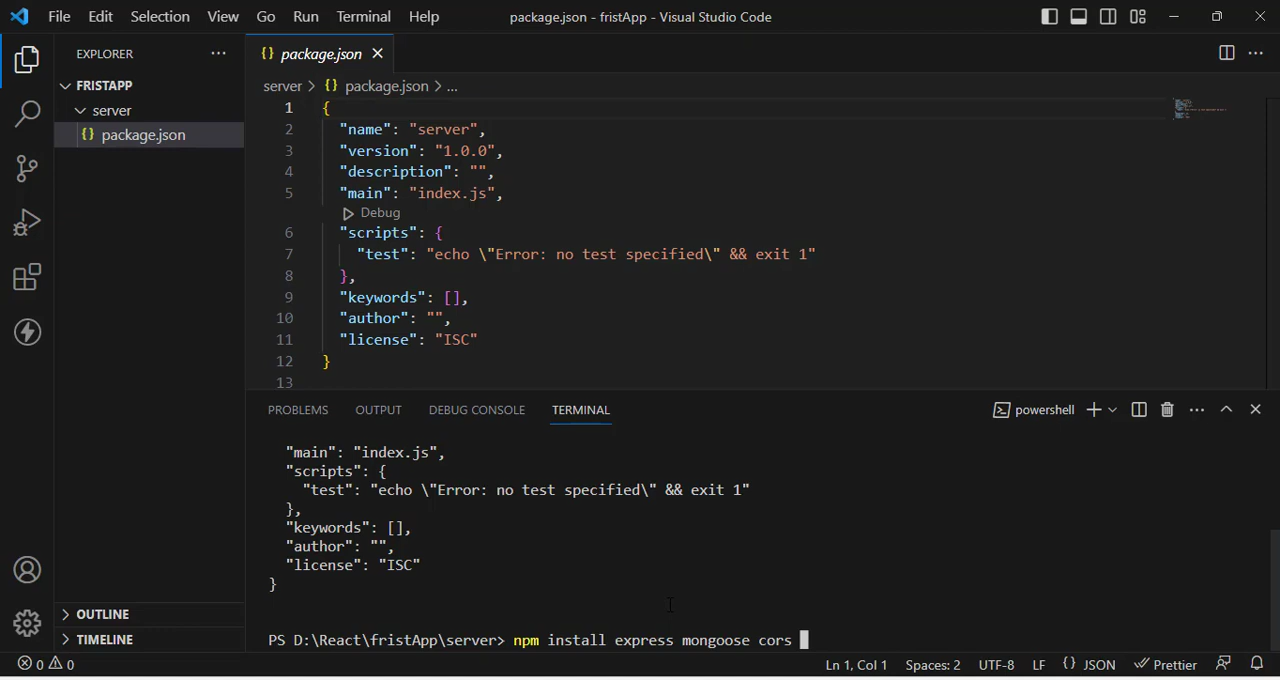 File Edit Selection View Go Run Terminal Help package.json - fristApp - Visual Studio Code
EXPLORER
FRISTAPP
server
{} package.json
OUTLINE
TIMELINE
{} package.json
server > {} package.json > ...
1 {
2 "name": "server",
3 "version": "1.0.0",
4 "description": "",
5 "main": "index.js",
Debug
6 "scripts": {
7 "test": "echo \"Error: no test specified\" && exit 1"
8 },
9 "keywords": [],
10 "author": "",
11 "license": "ISC"
12 }
13
PROBLEMS OUTPUT DEBUG CONSOLE TERMINAL powershell
"main": "index.js",
"scripts": {
"test": "echo \"Error: no test specified\" && exit 1"
},
"keywords": [],
"author": "",
"license": "ISC"
}
PS D:\React\fristApp\server> npm install express mongoose cors
0 0 Ln 1, Col 1 Spaces: 2 UTF-8 LF {} JSON Prettier